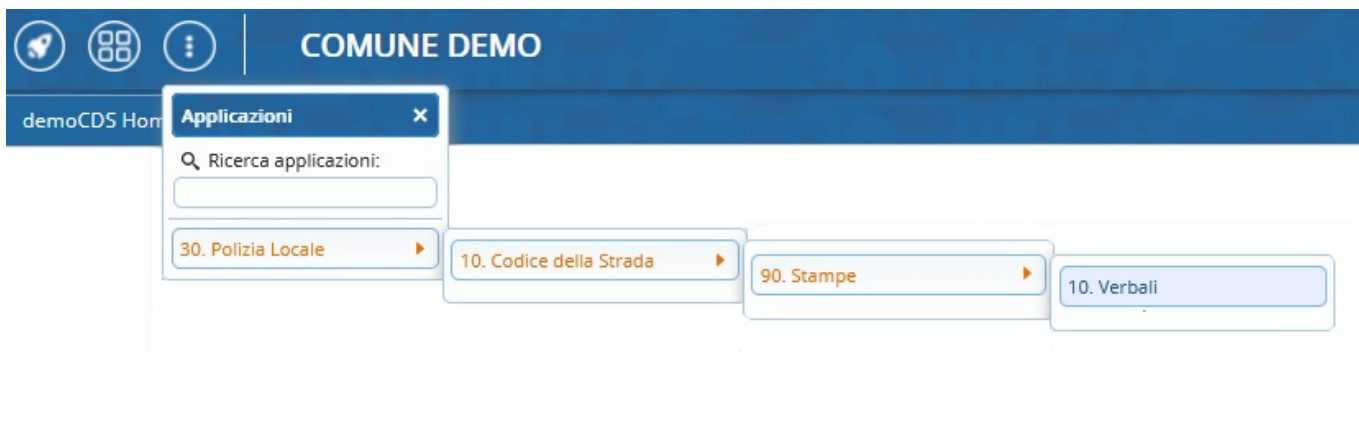 COMUNE DEMO
demoCDS Hom
Applicazioni
Ricerca applicazioni:
30. Polizia Locale
10. Codice della Strada
90. Stampe
10. Verbali